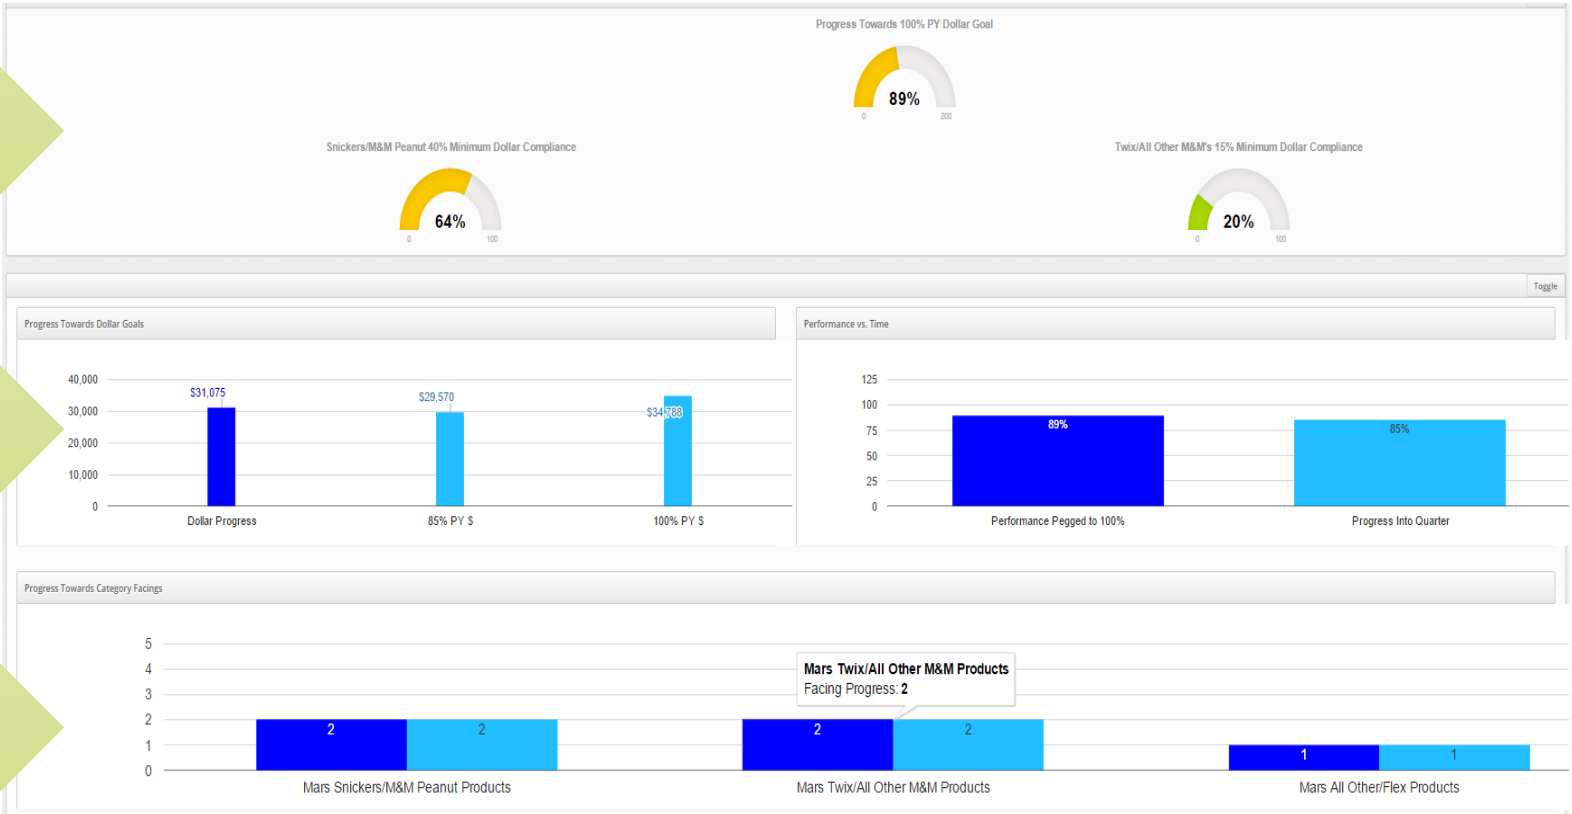 Progress Towards 100% PY Dollar Goal
89%
0 200
Snickers/M&M Peanut 40% Minimum Dollar Compliance
64%
0 100
Twix/All Other M&M's 15% Minimum Dollar Compliance
20%
0 100
Toggle
Progress Towards Dollar Goals
40,000
30,000
20,000
10,000
0
$31,075
$29,570
$34,788
Dollar Progress
85% PY $
100% PY $
Performance vs. Time
125
100
75
50
25
0
89%
85%
Performance Pegged to 100%
Progress Into Quarter
Progress Towards Category Facings
5
4
3
2
1
0
Mars Twix/All Other M&M Products
Facing Progress: 2
2 2
2 2
1 1
Mars Snickers/M&M Peanut Products
Mars Twix/All Other M&M Products
Mars All Other/Flex Products